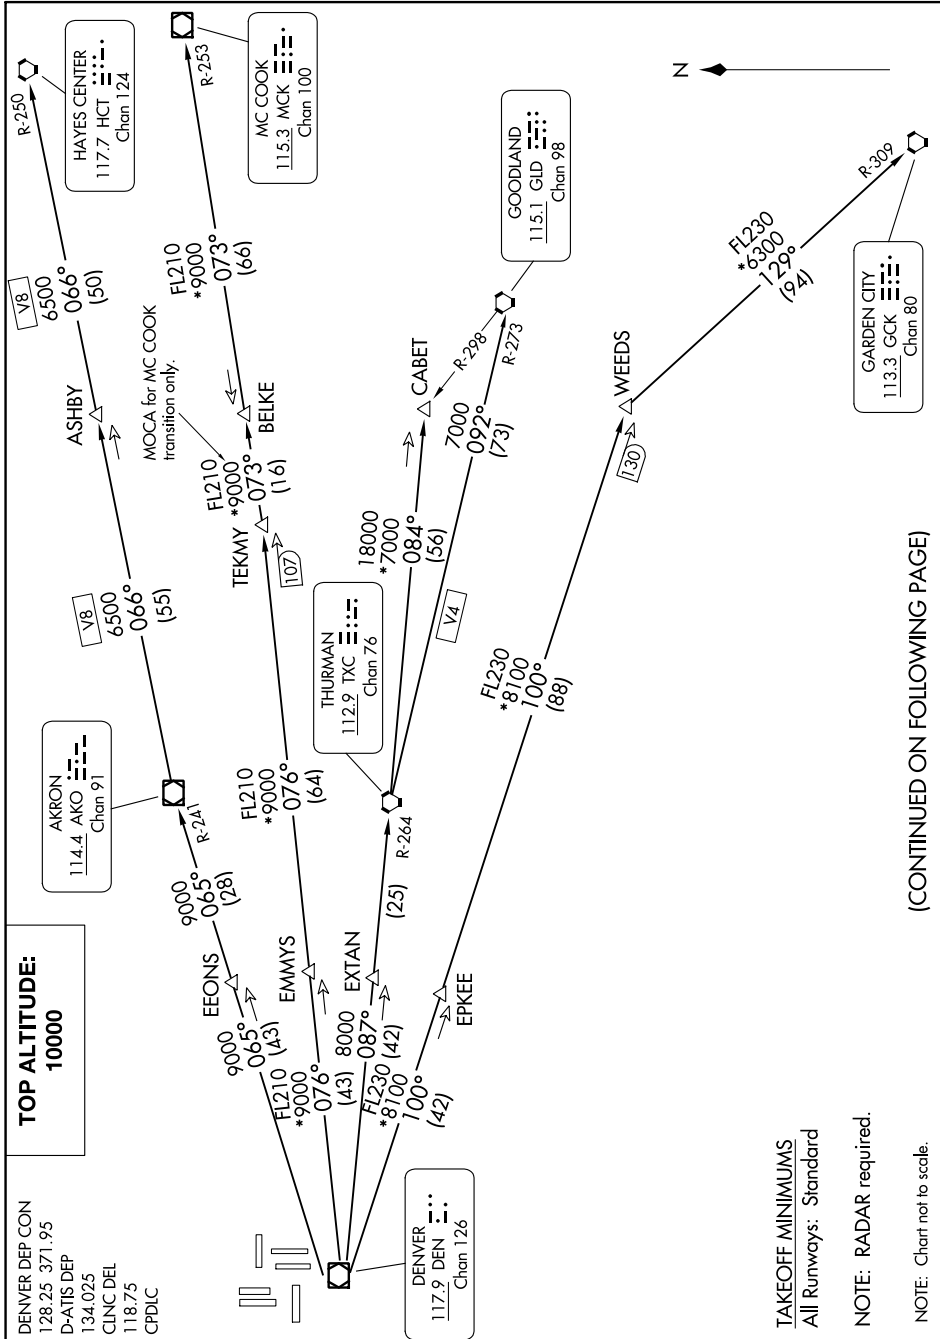 DENVER DEP CON
128.25 371.95
D-ATIS DEP
134.025
CLNC DEL
118.75
CPDLC
TOP ALTITUDE:
10000
AKRON
114.4 AKO
Chan 91
HAYES CENTER
117.7 HCT
Chan 124
MC COOK
115.3 MCK
Chan 100
GOODLAND
115.1 GLD
Chan 98
GARDEN CITY
113.3 GCK
Chan 80
THURMAN
112.9 TXC
Chan 76
DENVER
117.9 DEN
Chan 126
9000
065°
(43)
EEONS
9000
065°
(28)
R-241
V8
6500
066°
(55)
ASHBY
V8
6500
066°
(50)
R-250
FL210
*9000
076°
(43)
EMMYS
FL210
*9000
076°
(64)
TEKMY
107
FL210
*9000
073°
(16)
MOCA for MC COOK
transition only.
BELKE
FL210
*9000
073°
(66)
R-253
8000
087°
(42)
EXTAN
(25)
R-264
18000
*7000
084°
(56)
CABET
R-298
V4
7000
092°
(73)
R-273
FL230
*8100
100°
(42)
EPKEE
FL230
*8100
100°
(88)
130
WEEDS
FL230
*6300
129°
(94)
R-309
N
TAKEOFF MINIMUMS
All Runways: Standard
NOTE: RADAR required.
NOTE: Chart not to scale.
(CONTINUED ON FOLLOWING PAGE)